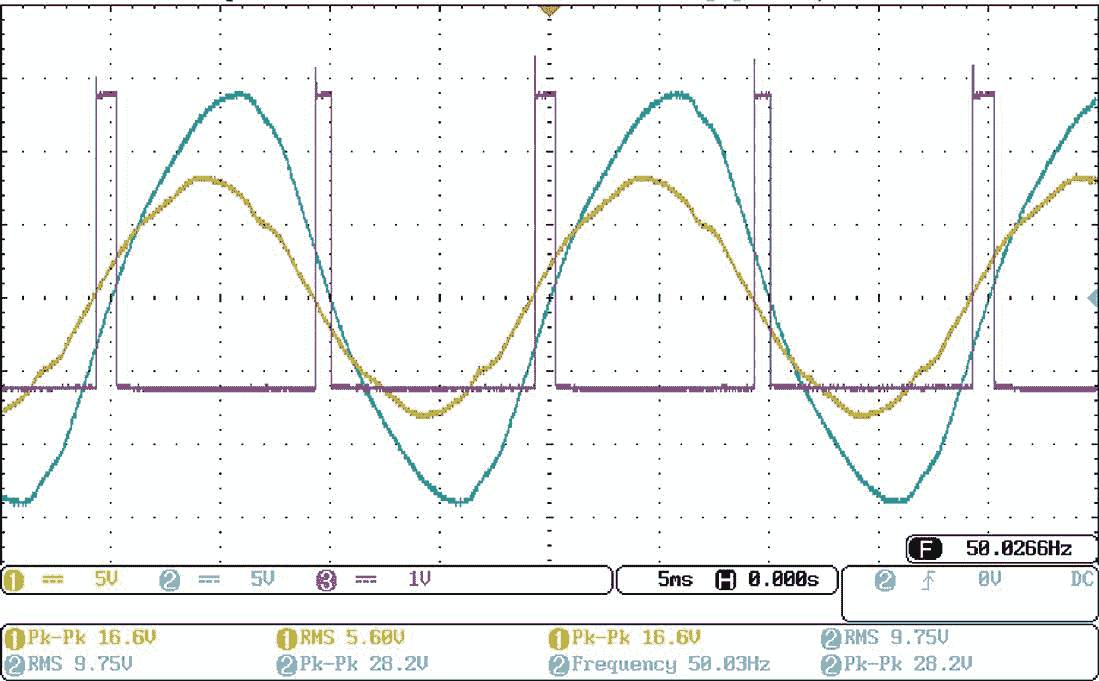 F 50.0266Hz
1 5V 2 5V 3 1V 5ms H 0.000s 2 0V DC
1 Pk-Pk 16.6V 1 RMS 5.60V 1 Pk-Pk 16.6V 2 RMS 9.75V
2 RMS 9.75V 2 Pk-Pk 28.2V 2 Frequency 50.03Hz 2 Pk-Pk 28.2V